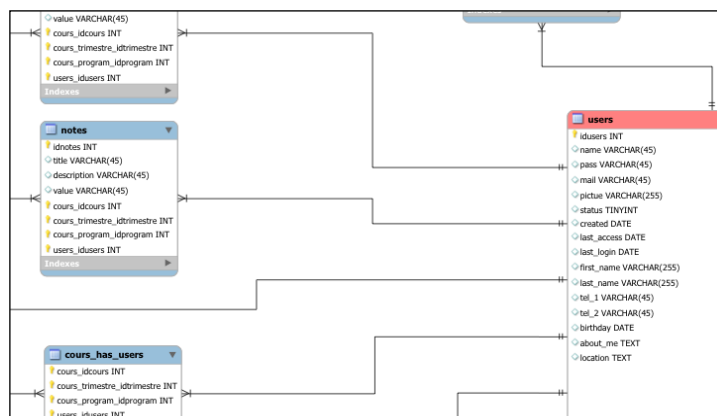 value VARCHAR(45)
cours_idcours INT
cours_trimestre_idtrimestre INT
cours_program_idprogram INT
users_idusers INT
Indexes
notes
idnotes INT
title VARCHAR(45)
description VARCHAR(45)
value VARCHAR(45)
cours_idcours INT
cours_trimestre_idtrimestre INT
cours_program_idprogram INT
users_idusers INT
Indexes
cours_has_users
cours_idcours INT
cours_trimestre_idtrimestre INT
cours_program_idprogram INT
users_idusers INT
users
idusers INT
name VARCHAR(45)
pass VARCHAR(45)
mail VARCHAR(45)
pictue VARCHAR(255)
status TINYINT
created DATE
last_access DATE
last_login DATE
first_name VARCHAR(255)
last_name VARCHAR(255)
tel_1 VARCHAR(45)
tel_2 VARCHAR(45)
birthday DATE
about_me TEXT
location TEXT